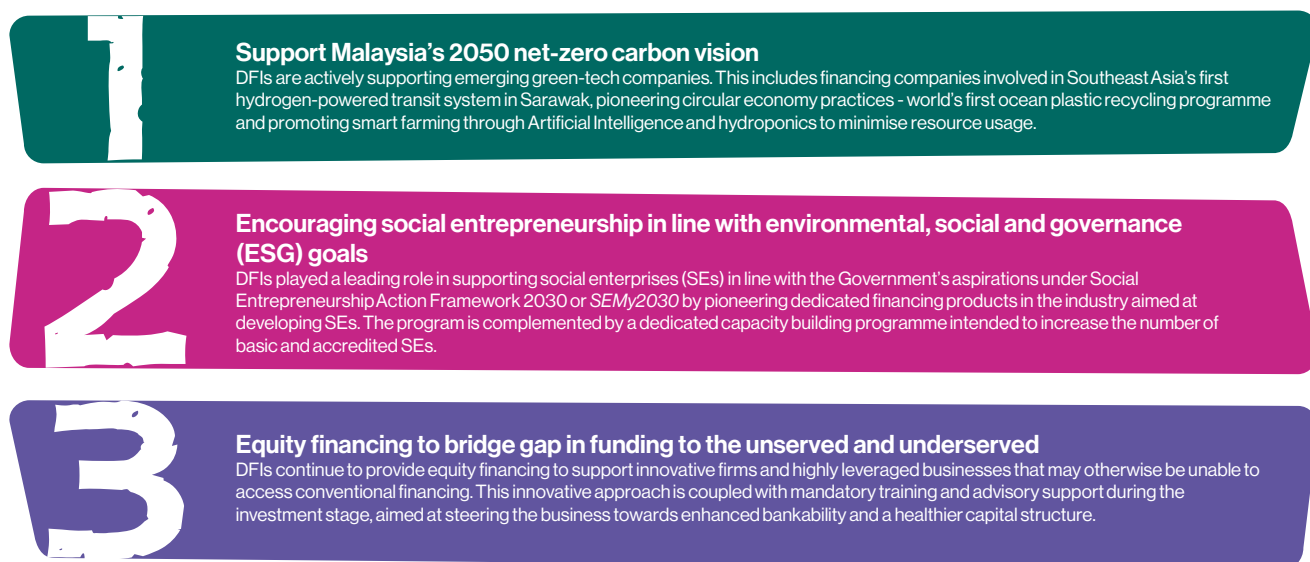 1
Support Malaysia's 2050 net-zero carbon vision
DFIs are actively supporting emerging green-tech companies. This includes financing companies involved in Southeast Asia's first
hydrogen-powered transit system in Sarawak, pioneering circular economy practices - world's first ocean plastic recycling programme
and promoting smart farming through Artificial Intelligence and hydroponics to minimise resource usage.
2
Encouraging social entrepreneurship in line with environmental, social and governance
(ESG) goals
DFIs played a leading role in supporting social enterprises (SEs) in line with the Government's aspirations under Social
Entrepreneurship Action Framework 2030 or SEMy2030 by pioneering dedicated financing products in the industry aimed at
developing SEs. The program is complemented by a dedicated capacity building programme intended to increase the number of
basic and accredited SEs.
3
Equity financing to bridge gap in funding to the unserved and underserved
DFIs continue to provide equity financing to support innovative firms and highly leveraged businesses that may otherwise be unable to
access conventional financing. This innovative approach is coupled with mandatory training and advisory support during the
investment stage, aimed at steering the business towards enhanced bankability and a healthier capital structure.